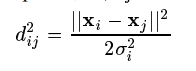 d_{ij}^2 = \frac{||\mathbf{x}_i - \mathbf{x}_j||^2}{2\sigma_i^2}